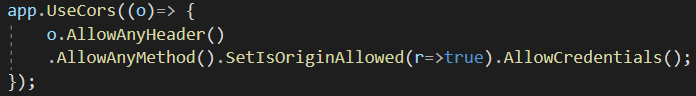 app.UseCors((o)=> {
o.AllowAnyHeader()
.AllowAnyMethod().SetIsOriginAllowed(r=>true).AllowCredentials();
});